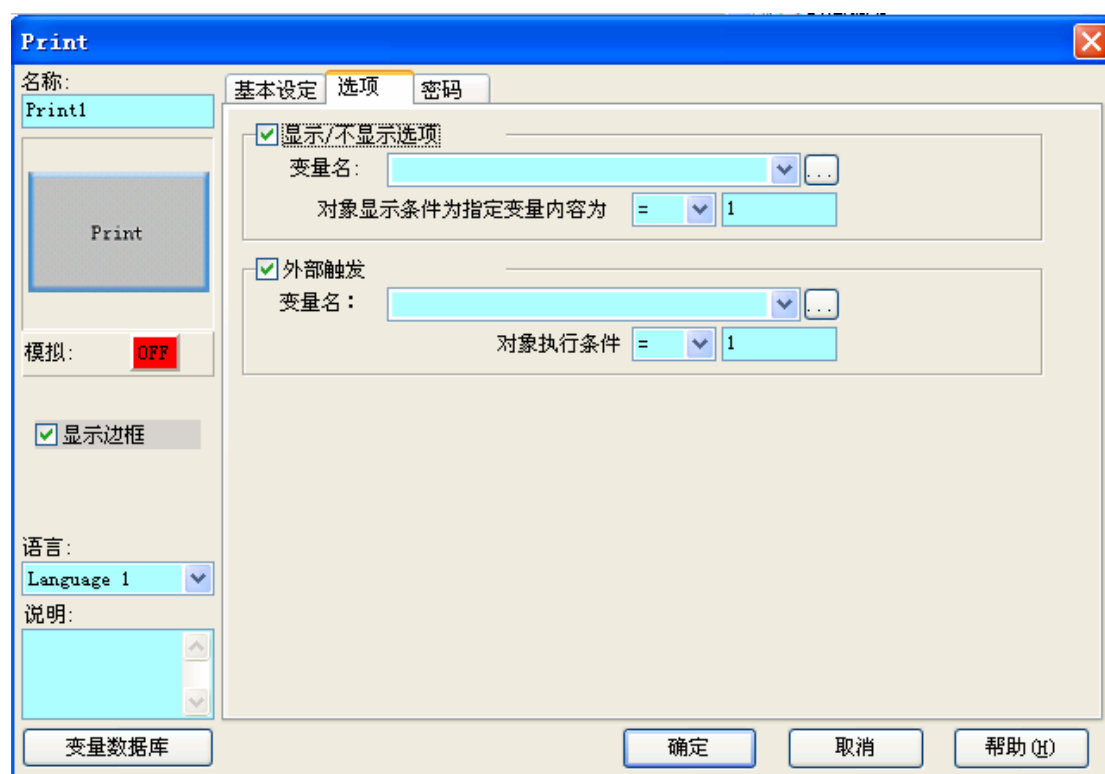 Print
名称:
Print1
Print
模拟:
OFF
显示边框
语言:
Language 1
说明:
变量数据库
基本设定 选项 密码
显示/不显示选项
变量名:
...
对象显示条件为指定变量内容为 = 1
外部触发
变量名：
...
对象执行条件 = 1
确定 取消 帮助(H)